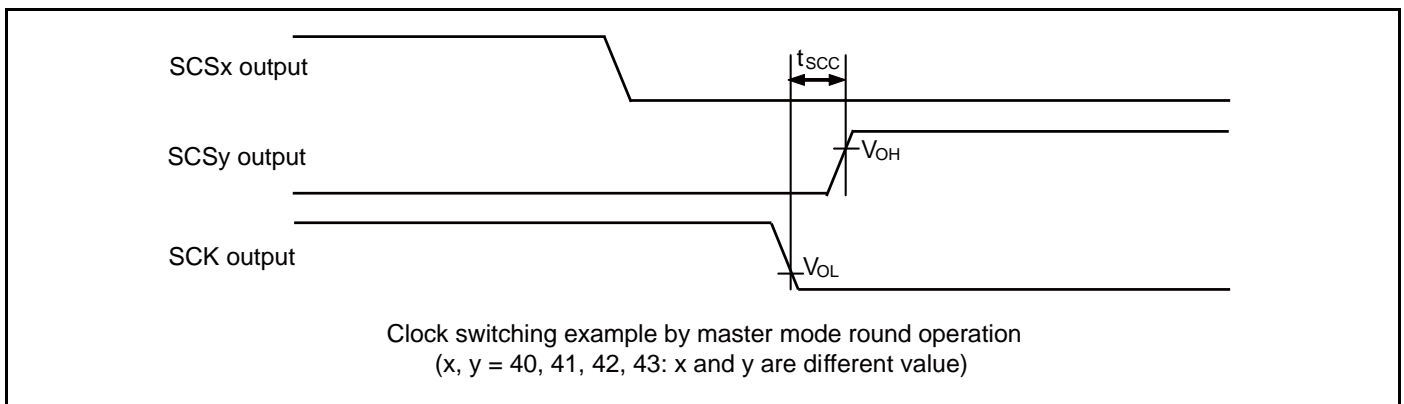 tSCC
SCSx output
SCSy output
VOH
SCK output
VOL
Clock switching example by master mode round operation
(x, y = 40, 41, 42, 43: x and y are different value)